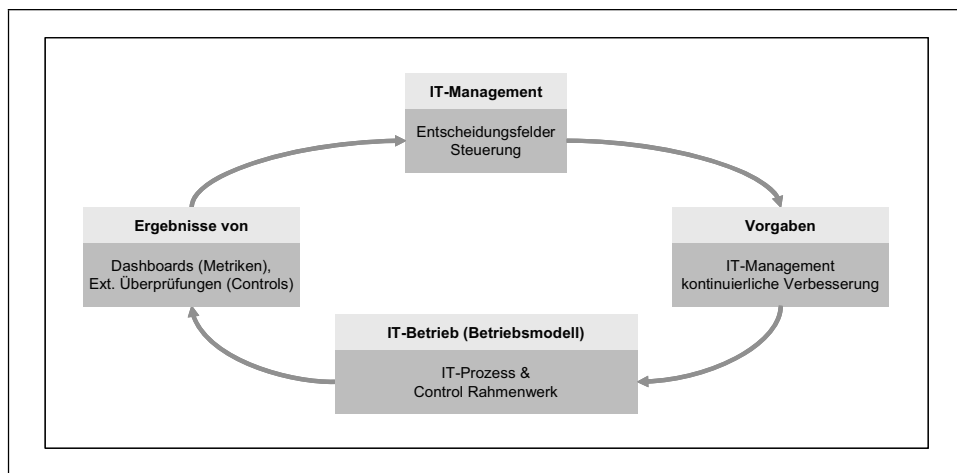 IT-Management
Entscheidungsfelder
Steuerung
Ergebnisse von
Dashboards (Metriken),
Ext. Überprüfungen (Controls)
Vorgaben
IT-Management
kontinuierliche Verbesserung
IT-Betrieb (Betriebsmodell)
IT-Prozess &
Control Rahmenwerk